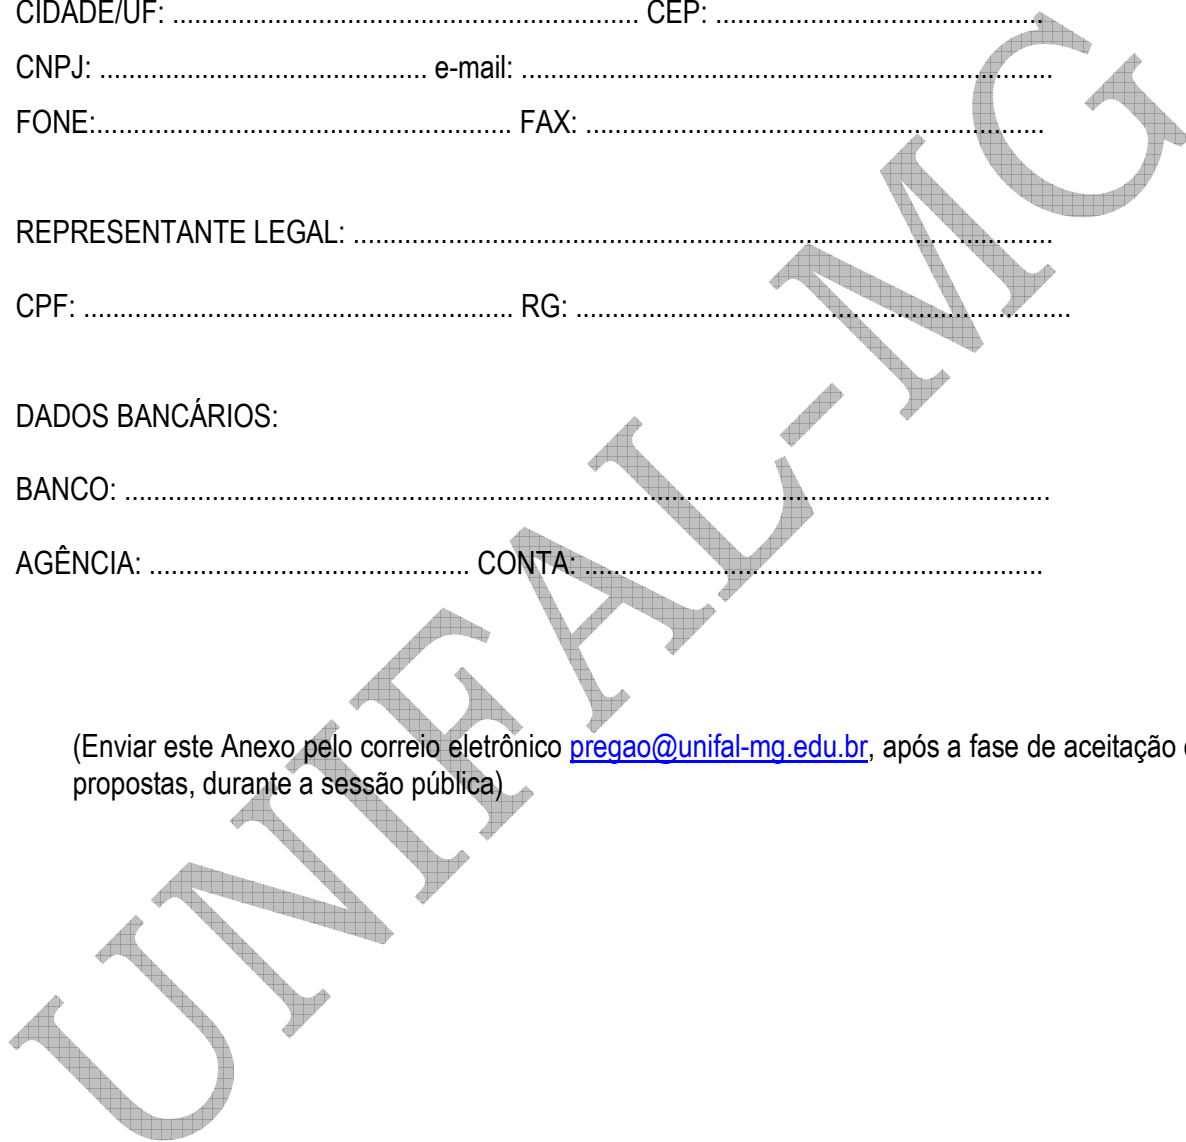 CIDADE/UF: ................................................................ CEP: .............................................
CNPJ: ............................................. e-mail: .........................................................................
FONE:......................................................... FAX: ...............................................................
REPRESENTANTE LEGAL: ................................................................................................
CPF: ........................................................... RG: ....................................................................
DADOS BANCÁRIOS:
BANCO: ...............................................................................................................................
AGÊNCIA: ............................................ CONTA: ...............................................................
(Enviar este Anexo pelo correio eletrônico pregao@unifal-mg.edu.br, após a fase de aceitação
propostas, durante a sessão pública)
UNIFAL-MG